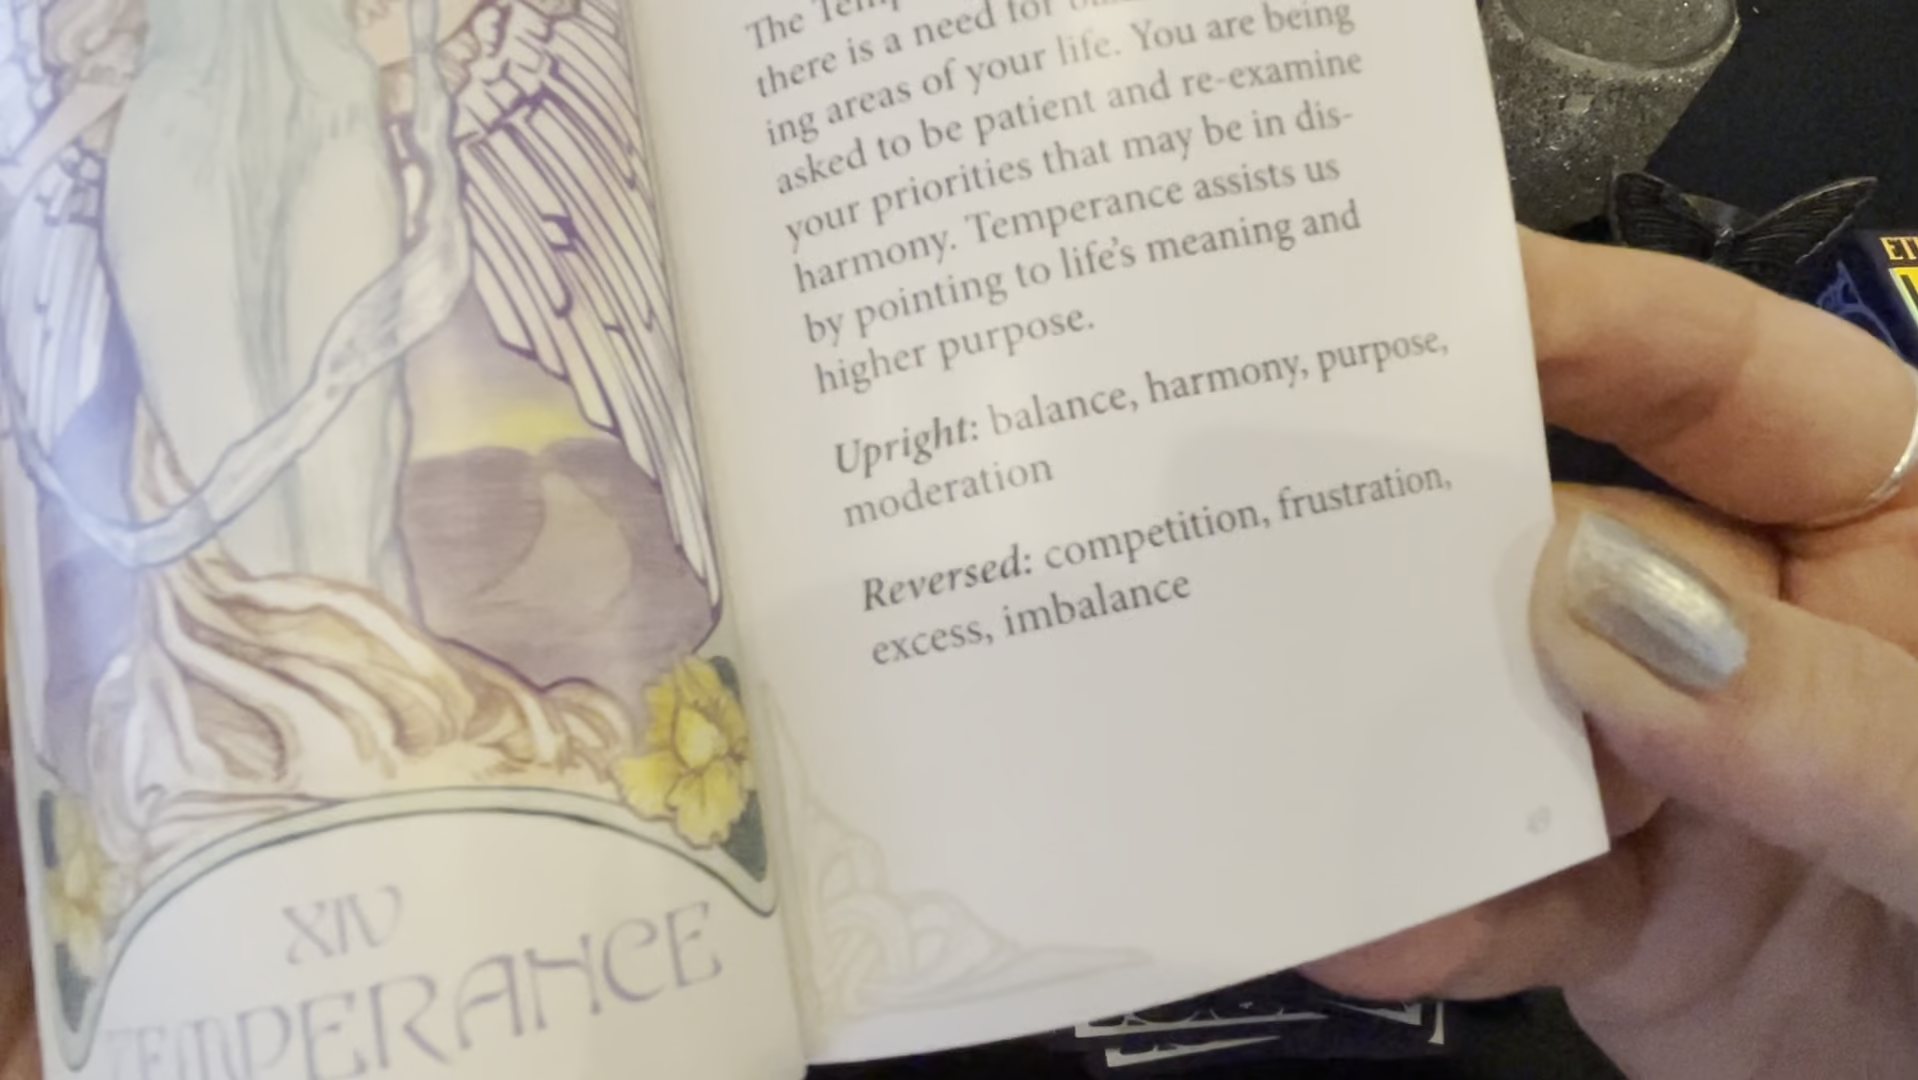 XIV
TEMPERANCE
The
there is a need for
ing areas of your life. You are being
asked to be patient and re-examine
your priorities that may be in dis-
harmony. Temperance assists us
by pointing to life's meaning and
higher purpose.
Upright: balance, harmony, purpose,
moderation
Reversed: competition, frustration,
excess, imbalance